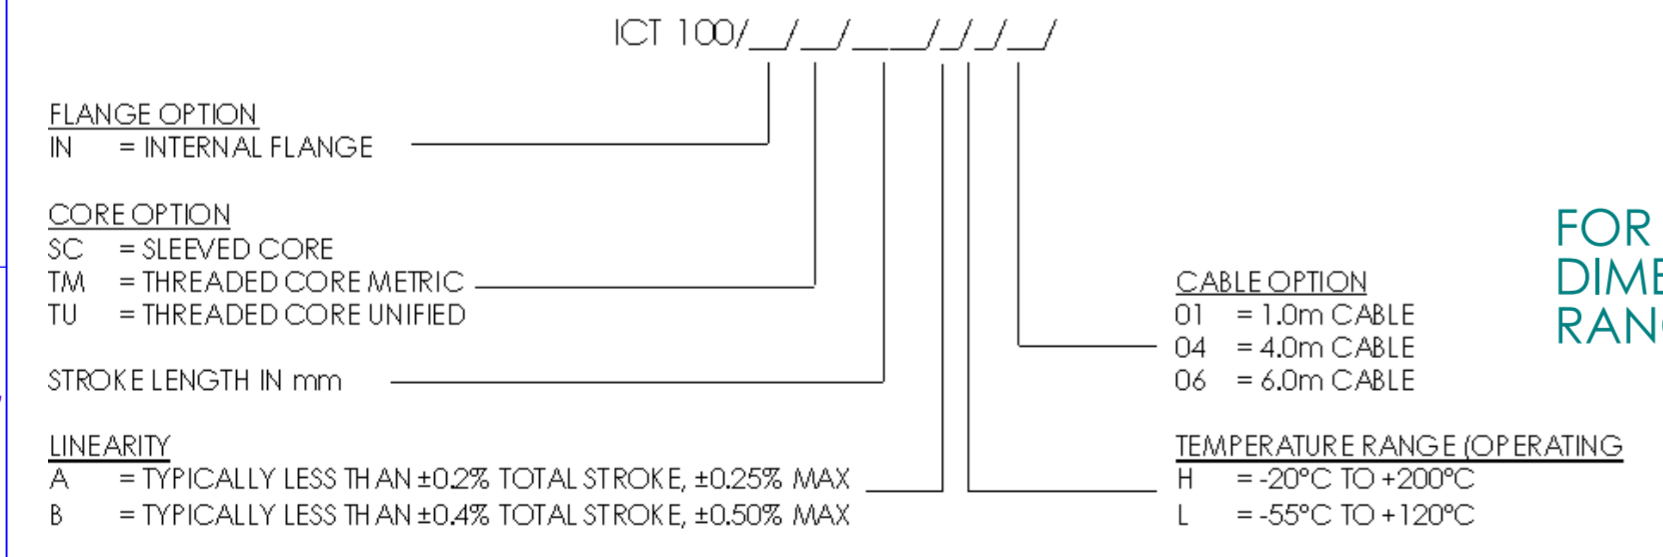 ICT 100/__/__/____/_/_/__/
FLANGE OPTION
IN = INTERNAL FLANGE
CORE OPTION
SC = SLEEVED CORE
TM = THREADED CORE METRIC
TU = THREADED CORE UNIFIED
STROKE LENGTH IN mm
LINEARITY
A = TYPICALLY LESS THAN ±0.2% TOTAL STROKE, ±0.25% MAX
B = TYPICALLY LESS THAN ±0.4% TOTAL STROKE, ±0.50% MAX
CABLE OPTION
01 = 1.0m CABLE
04 = 4.0m CABLE
06 = 6.0m CABLE
TEMPERATURE RANGE (OPERATING
H = -20°C TO +200°C
L = -55°C TO +120°C
FOR